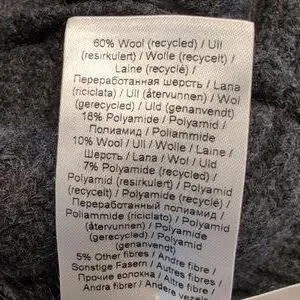 60% Wool (recycled) / Ull
(resirkulert) / Wolle (recycelt) /
Laine (recyclé) /
Переработанная шерсть / Lana
(riciclata) / Ull (återvunnen) / Wol
(gerecycled) / Uld (genanvendt)
18% Polyamide / Polyamid /
Полиамид / Poliammide
10% Wool / Ull / Wolle / Laine /
Шерсть / Lana / Wol / Uld
7% Polyamide (recycled) /
Polyamid (resirkulert) / Polyamid
(recycelt) / Polyamide (recyclé) /
Переработанный полиамид /
Poliammide (riciclato) / Polyamid
(återvunnen) / Polyamide
(gerecycled) / Polyamid
(genanvendt)
5% Other fibres / Andre fibre /
Sonstige Fasern / Autres fibres /
Прочие волокна / Altre fibre /
Andra fibrer / Andere vezels /